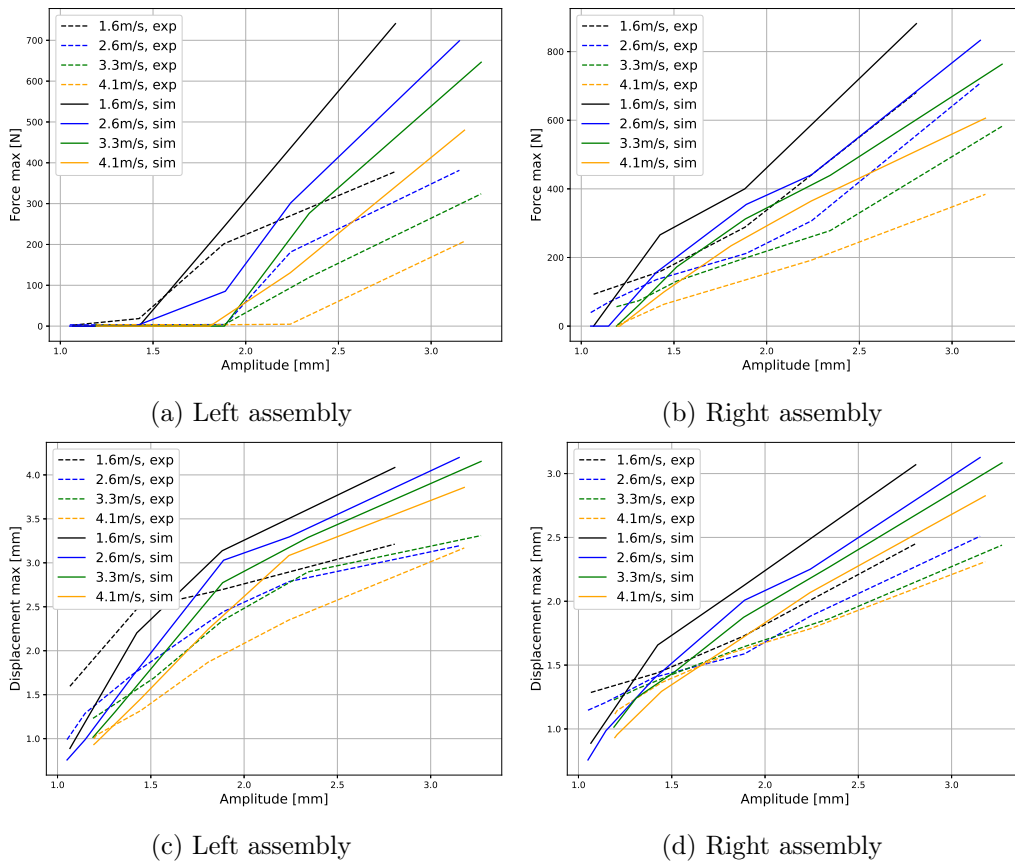 700
600
500
400
300
200
100
0
Force max [N]
1.6m/s, exp
2.6m/s, exp
3.3m/s, exp
4.1m/s, exp
1.6m/s, sim
2.6m/s, sim
3.3m/s, sim
4.1m/s, sim
1.0 1.5 2.0 2.5 3.0
Amplitude [mm]
(a) Left assembly
800
600
400
200
0
Force max [N]
1.6m/s, exp
2.6m/s, exp
3.3m/s, exp
4.1m/s, exp
1.6m/s, sim
2.6m/s, sim
3.3m/s, sim
4.1m/s, sim
1.0 1.5 2.0 2.5 3.0
Amplitude [mm]
(b) Right assembly
4.0
3.5
3.0
2.5
2.0
1.5
1.0
Displacement max [mm]
1.6m/s, exp
2.6m/s, exp
3.3m/s, exp
4.1m/s, exp
1.6m/s, sim
2.6m/s, sim
3.3m/s, sim
4.1m/s, sim
1.0 1.5 2.0 2.5 3.0
Amplitude [mm]
(c) Left assembly
3.0
2.5
2.0
1.5
1.0
Displacement max [mm]
1.6m/s, exp
2.6m/s, exp
3.3m/s, exp
4.1m/s, exp
1.6m/s, sim
2.6m/s, sim
3.3m/s, sim
4.1m/s, sim
1.0 1.5 2.0 2.5 3.0
Amplitude [mm]
(d) Right assembly